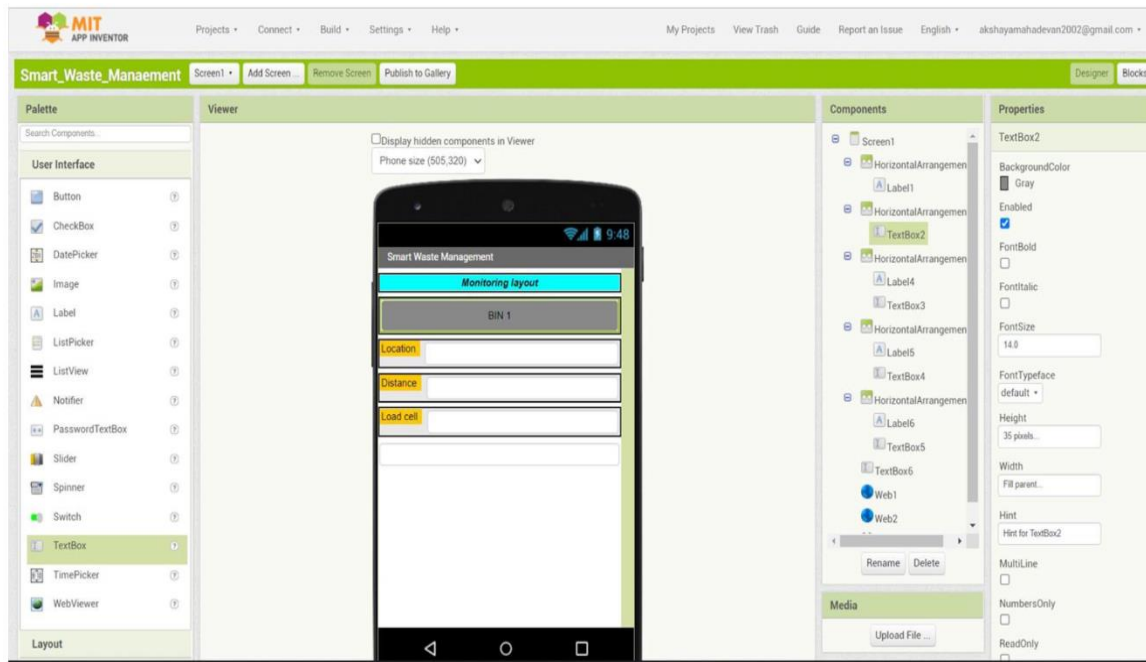 MIT
APP INVENTOR
Projects Connect Build Settings Help My Projects View Trash Guide Report an Issue English akshayamahadevan2002@gmail.com
Smart_Waste_Manaement Screen1 Add Screen ... Remove Screen Publish to Gallery Designer Blocks
Palette
Search Components...
User Interface
Button
CheckBox
DatePicker
Image
Label
ListPicker
ListView
Notifier
PasswordTextBox
Slider
Spinner
Switch
TextBox
TimePicker
WebViewer
Layout
Viewer
Display hidden components in Viewer
Phone size (505,320)
9:48
Smart Waste Management
Monitoring layout
BIN 1
Location
Distance
Load cell
Components
Screen1
HorizontalArrangemen
Label1
HorizontalArrangemen
TextBox2
HorizontalArrangemen
Label4
TextBox3
HorizontalArrangemen
Label5
TextBox4
HorizontalArrangemen
Label6
TextBox5
TextBox6
Web1
Web2
Rename Delete
Media
Upload File ...
Properties
TextBox2
BackgroundColor
Gray
Enabled
FontBold
FontItalic
FontSize
14.0
FontTypeface
default
Height
35 pixels...
Width
Fill parent...
Hint
Hint for TextBox2
MultiLine
NumbersOnly
ReadOnly